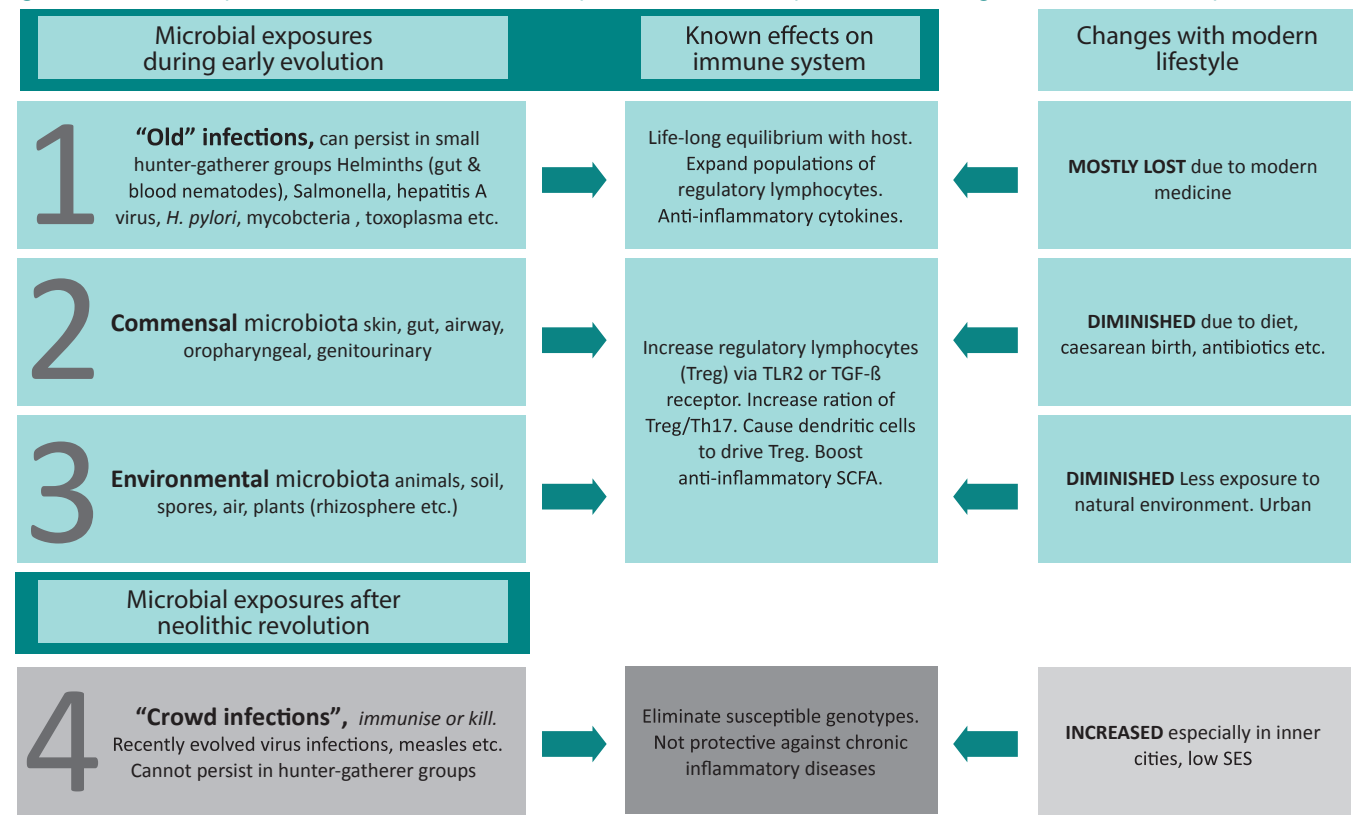 Microbial exposures
during early evolution
Known effects on
immune system
Changes with modern
lifestyle
1
“Old” infections, can persist in small
hunter-gatherer groups Helminths (gut &
blood nematodes), Salmonella, hepatitis A
virus, H. pylori, mycobcteria , toxoplasma etc.
Life-long equilibrium with host.
Expand populations of
regulatory lymphocytes.
Anti-inflammatory cytokines.
MOSTLY LOST due to modern
medicine
2
Commensal microbiota skin, gut, airway,
oropharyngeal, genitourinary
Increase regulatory lymphocytes
(Treg) via TLR2 or TGF-ß
receptor. Increase ration of
Treg/Th17. Cause dendritic cells
to drive Treg. Boost
anti-inflammatory SCFA.
DIMINISHED due to diet,
caesarean birth, antibiotics etc.
3
Environmental microbiota animals, soil,
spores, air, plants (rhizosphere etc.)
DIMINISHED Less exposure to
natural environment. Urban
Microbial exposures after
neolithic revolution
4
“Crowd infections”, immunise or kill.
Recently evolved virus infections, measles etc.
Cannot persist in hunter-gatherer groups
Eliminate susceptible genotypes.
Not protective against chronic
inflammatory diseases
INCREASED especially in inner
cities, low SES